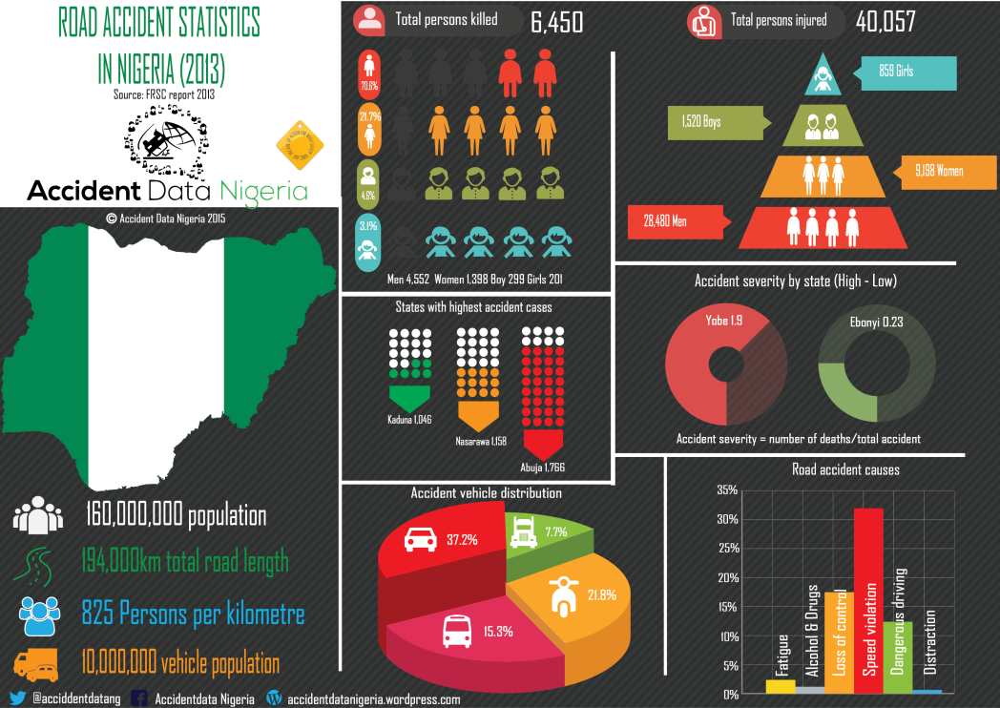 ROAD ACCIDENT STATISTICS
IN NIGERIA (2013)
Source: FRSC report 2013
Accident Data Nigeria
© Accident Data Nigeria 2015
160,000,000 population
194,000km total road length
825 Persons per kilometre
10,000,000 vehicle population
@acciddentdatang
Accidentdata Nigeria
accidentdatanigeria.wordpress.com
Total persons killed 6,450
70.6%
21.7%
4.6%
3.1%
Men 4,552 Women 1,398 Boy 299 Girls 201
States with highest accident cases
Kaduna 1,046
Nasarawa 1,158
Abuja 1,766
Accident vehicle distribution
37.2%
7.7%
21.8%
15.3%
Total persons injured 40,057
859 Girls
1,520 Boys
9,198 Women
28,480 Men
Accident severity by state (High - Low)
Yobe 1.9
Ebonyi 0.23
Accident severity = number of deaths/total accident
Road accident causes
35%
30%
25%
20%
15%
10%
5%
0%
Fatigue
Alcohol & Drugs
Loss of control
Speed violation
Dangerous driving
Distraction